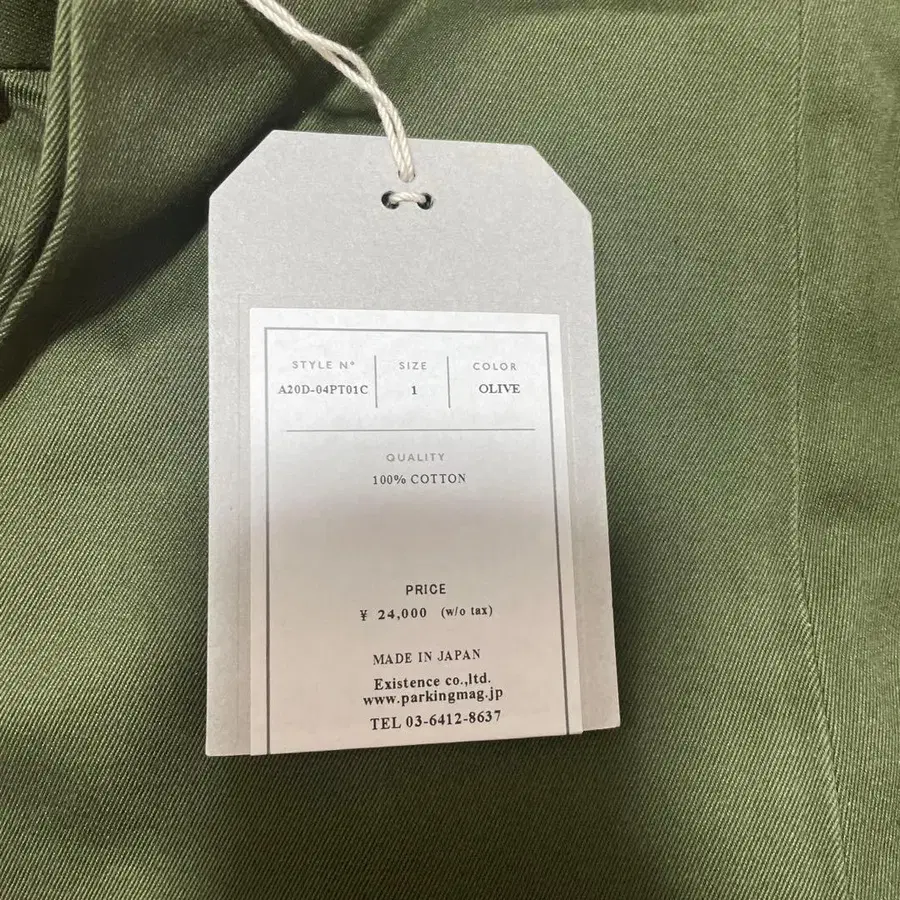 STYLE Nº SIZE COLOR
A20D-04PT01C 1 OLIVE
QUALITY
100% COTTON
PRICE
¥ 24,000 (w/o tax)
MADE IN JAPAN
Existence co.,ltd.
www.parkingmag.jp
TEL 03-6412-8637